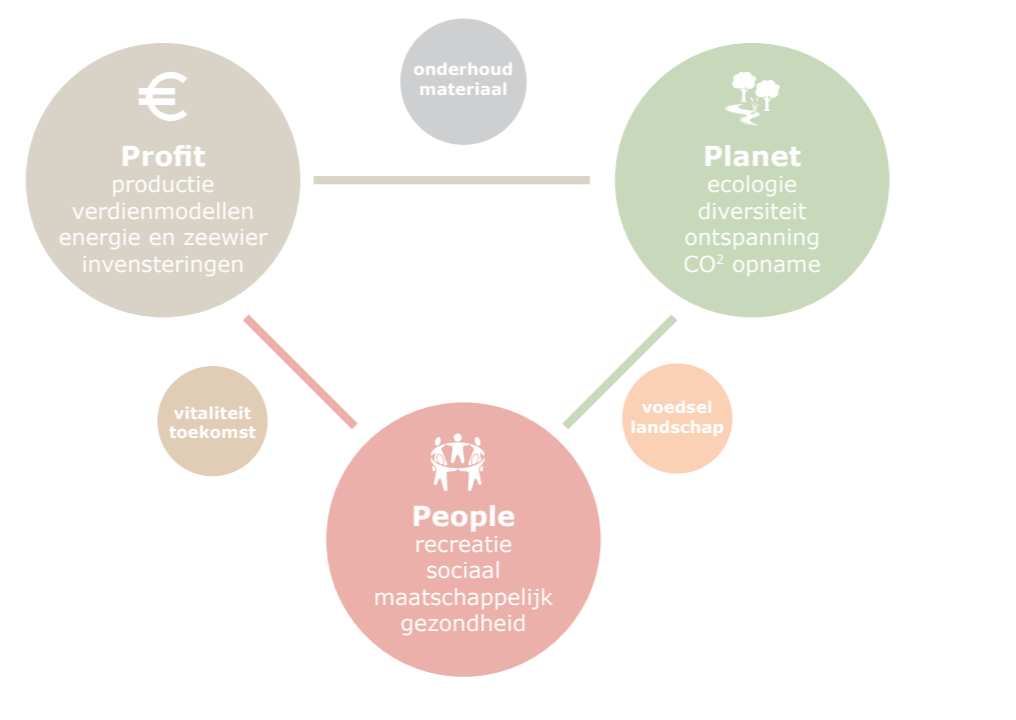 onderhoud
materiaal
€
Profit
productie
verdienmodellen
energie en zeewier
invensteringen
Planet
ecologie
diversiteit
ontspanning
CO² opname
vitaliteit
toekomst
voedsel
landschap
People
recreatie
sociaal
maatschappelijk
gezondheid